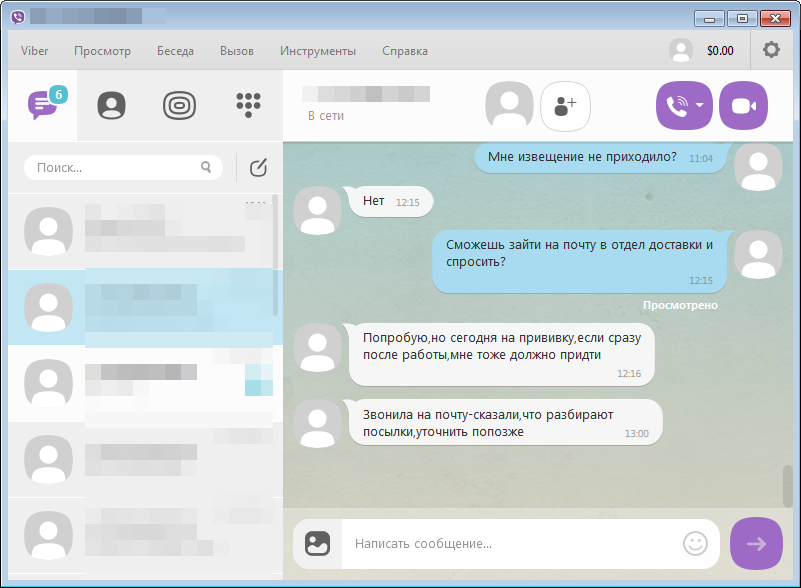 Viber Просмотр Беседа Вызов Инструменты Справка $0.00
6
В сети
Поиск...
Мне извещение не приходило? 11:04
Нет 12:15
Сможешь зайти на почту в отдел доставки и
спросить?
12:15
Просмотрено
Попробую,но сегодня на прививку,если сразу
после работы,мне тоже должно придти
12:16
Звонила на почту-сказали,что разбирают
посылки,уточнить попозже
13:00
Написать сообщение...